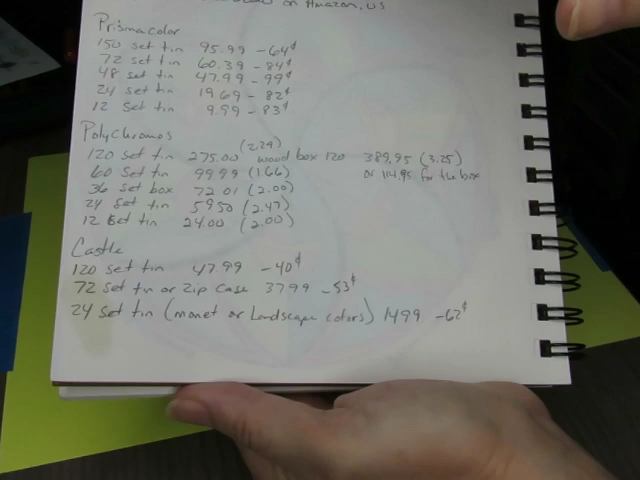 on Amazon, US
Prismacolor
150 set tin 95.99 - 64¢
72 set tin 60.39 - 84¢
48 set tin 47.99 - 99¢
24 set tin 19.69 - 82¢
12 set tin 9.99 - 83¢
Polychromos
120 set tin 275.00 (2.29) wood box 120 389.95 (3.25)
60 set tin 99.99 (1.66) or 114.95 for the box
36 set box 72.01 (2.00)
24 set tin 59.50 (2.47)
12 set tin 24.00 (2.00)
Castle
120 set tin 47.99 - 40¢
72 set tin or Zip Case 37.99 - 53¢
24 set tin (monet or Landscape colors) 14.99 - 62¢